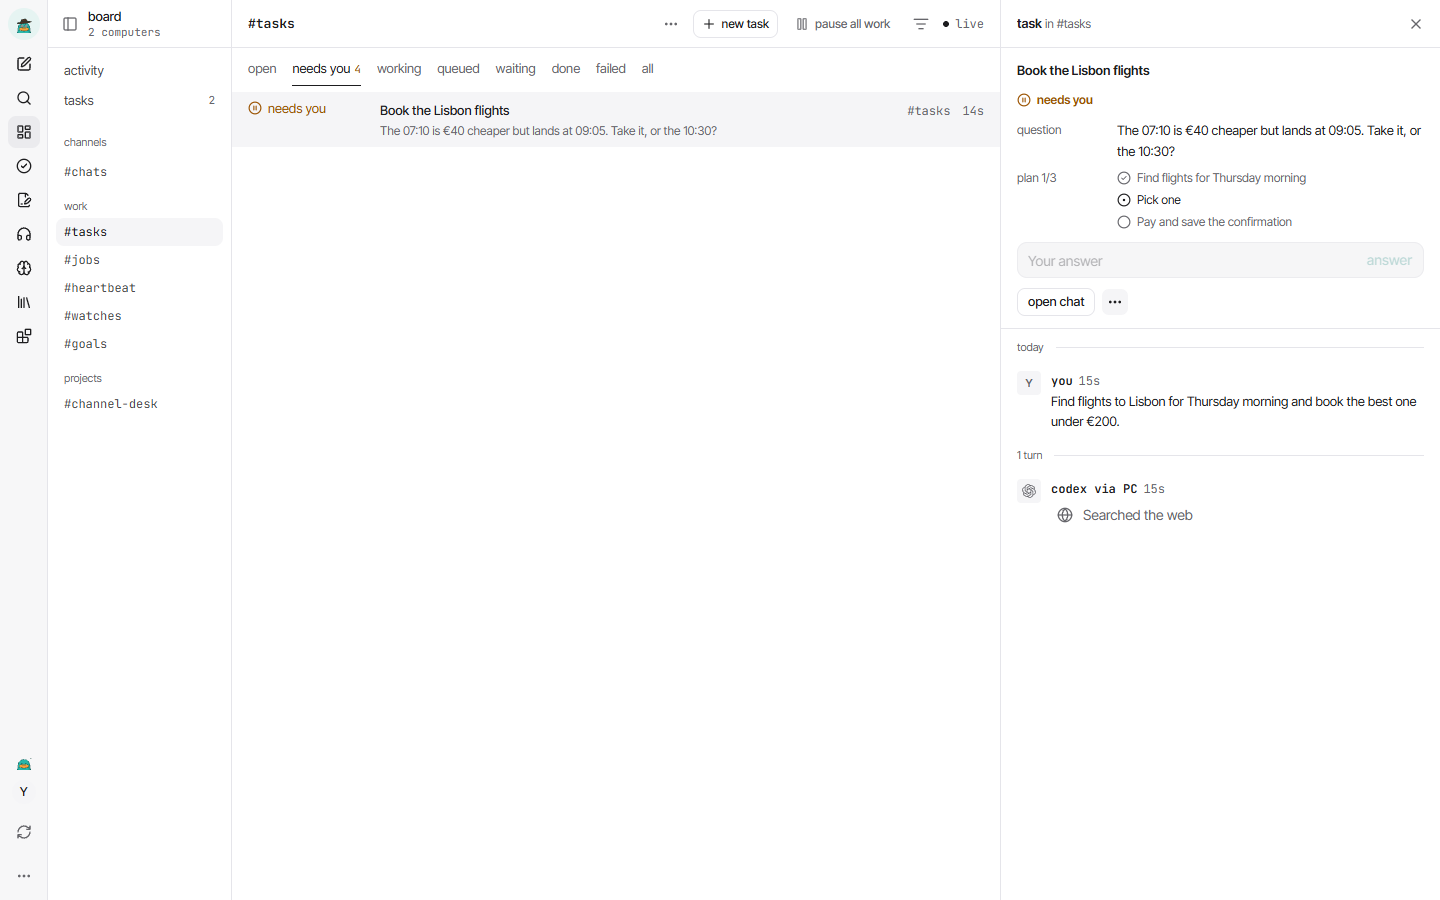 board
2 computers
activity
tasks 2
channels
#chats
work
#tasks
#jobs
#heartbeat
#watches
#goals
projects
#channel-desk
Y
#tasks
new task
pause all work
live
open
needs you 4
working
queued
waiting
done
failed
all
needs you
Book the Lisbon flights
#tasks 14s
The 07:10 is €40 cheaper but lands at 09:05. Take it, or the 10:30?
task in #tasks
Book the Lisbon flights
needs you
question
The 07:10 is €40 cheaper but lands at 09:05. Take it, or
the 10:30?
plan 1/3
Find flights for Thursday morning
Pick one
Pay and save the confirmation
Your answer
answer
open chat
today
Y
you 15s
Find flights to Lisbon for Thursday morning and book the best one
under €200.
1 turn
codex via PC 15s
Searched the web